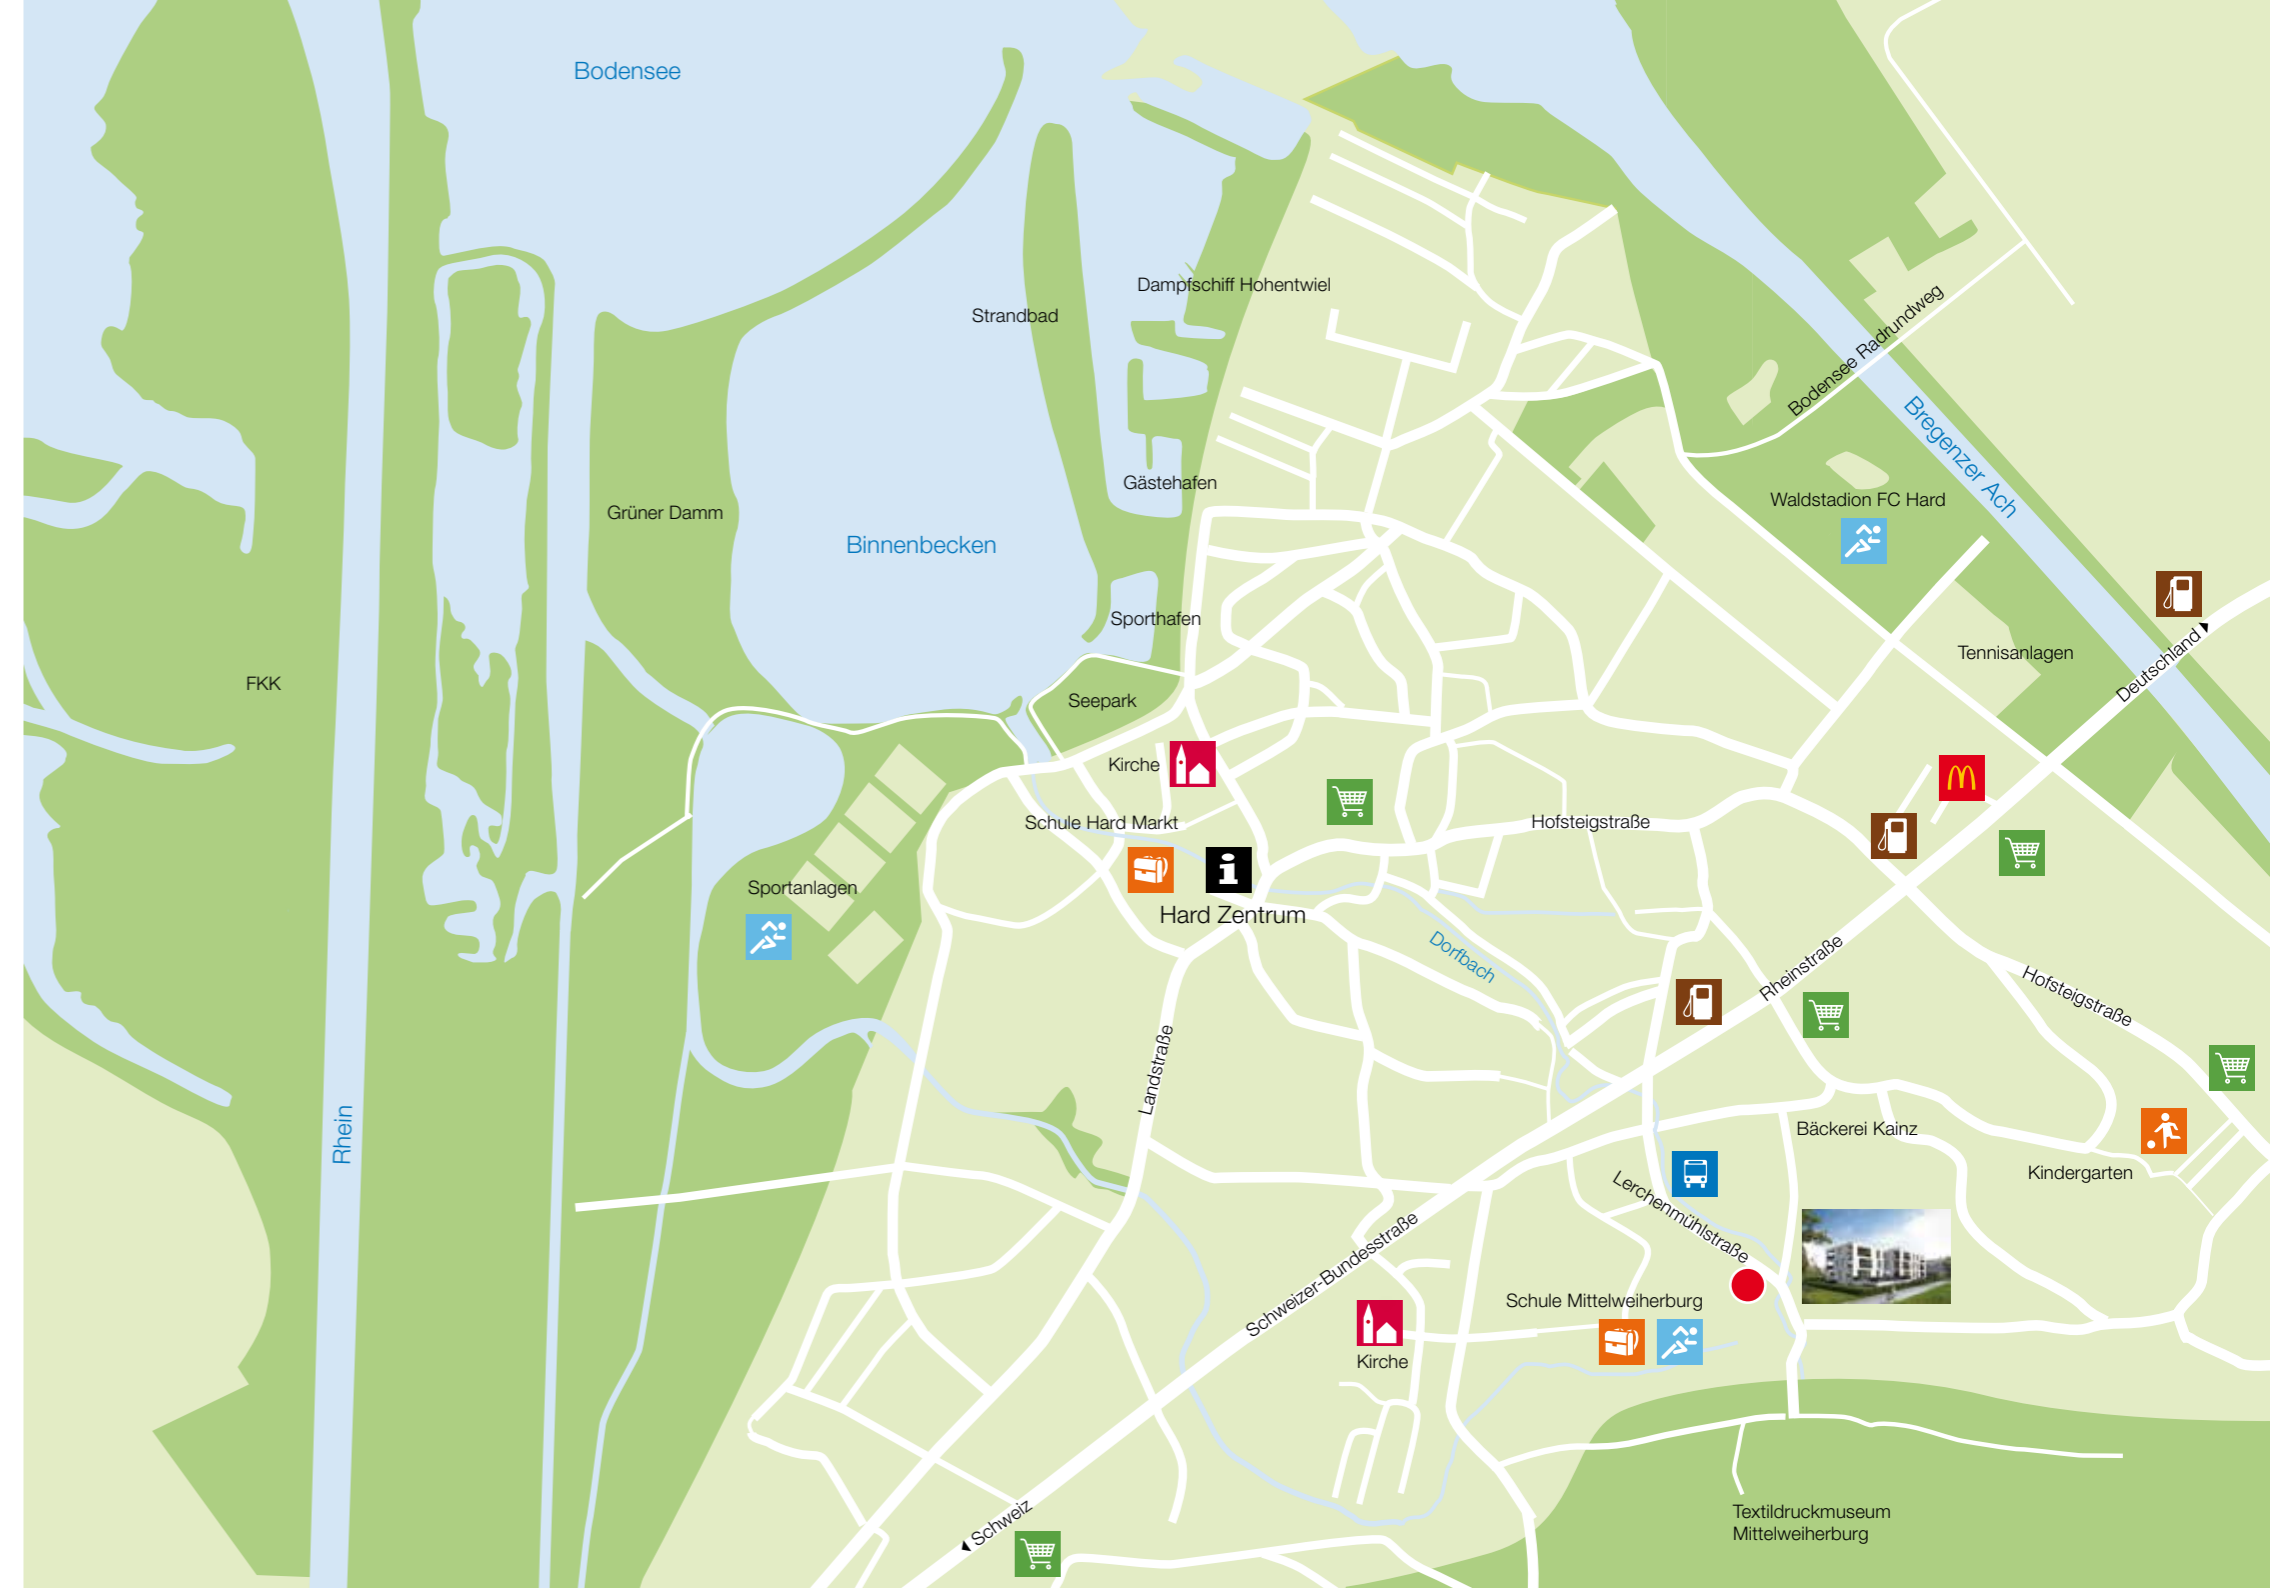 Bodensee
Dampfschiff Hohentwiel
Strandbad
Bodensee Radrundweg
Bregenzer Ach
Gästehafen
Waldstadion FC Hard
Grüner Damm
Binnenbecken
Sporthafen
Tennisanlagen
Deutschland
FKK
Seepark
Kirche
Schule Hard Markt
Hofsteigstraße
Sportanlagen
Hard Zentrum
Dorfbach
Rheinstraße
Hofsteigstraße
Landstraße
Rhein
Bäckerei Kainz
Kindergarten
Lerchenmühlstraße
Schweizer-Bundesstraße
Schule Mittelweiherburg
Kirche
Schweiz
Textildruckmuseum
Mittelweiherburg